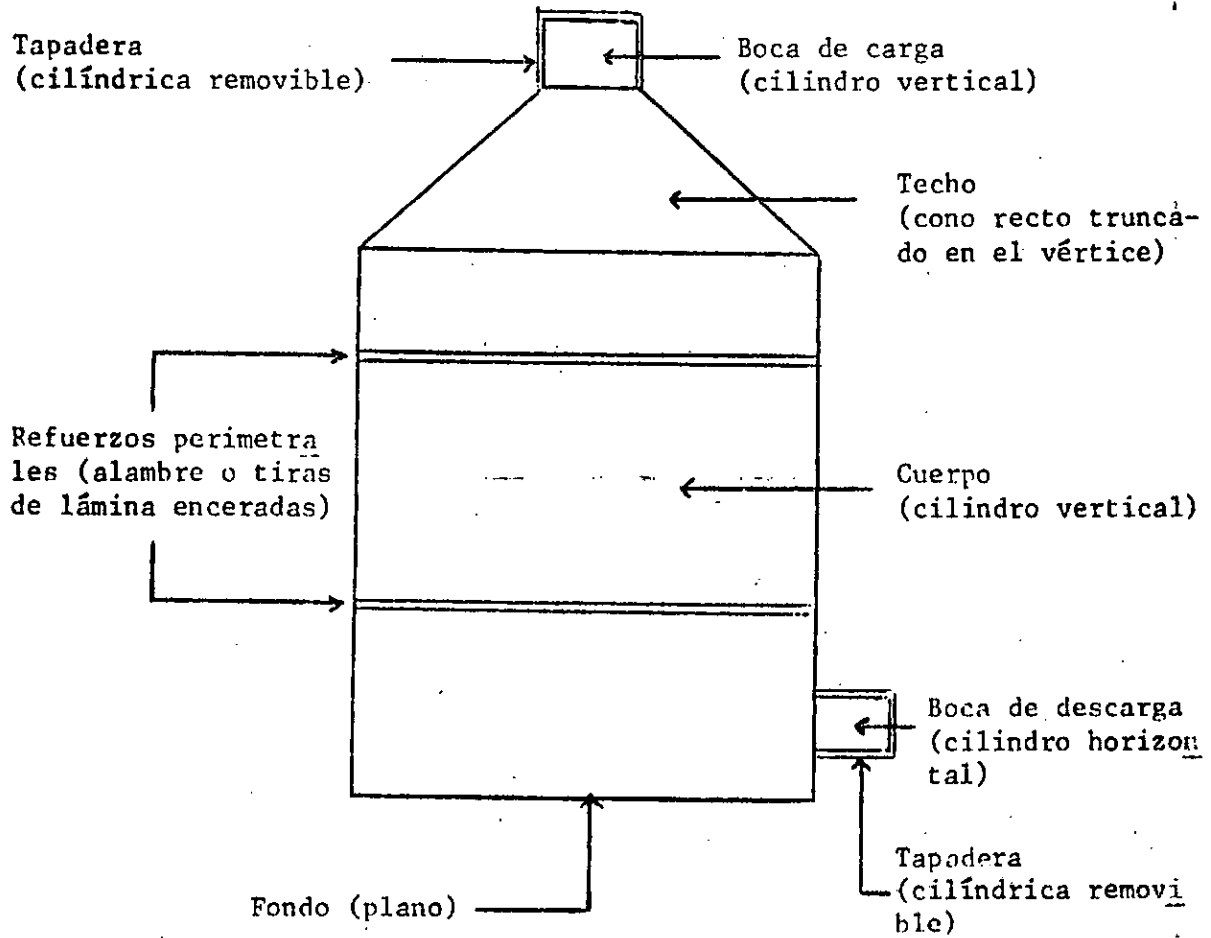 Tapadera
(cilíndrica removible)
Boca de carga
(cilindro vertical)
Techo
(cono recto trunca-
do en el vértice)
Refuerzos perimetra
les (alambre o tiras
de lámina enceradas)
Cuerpo
(cilindro vertical)
Boca de descarga
(cilindro horizon
tal)
Tapadera
(cilíndrica removi
ble)
Fondo (plano)